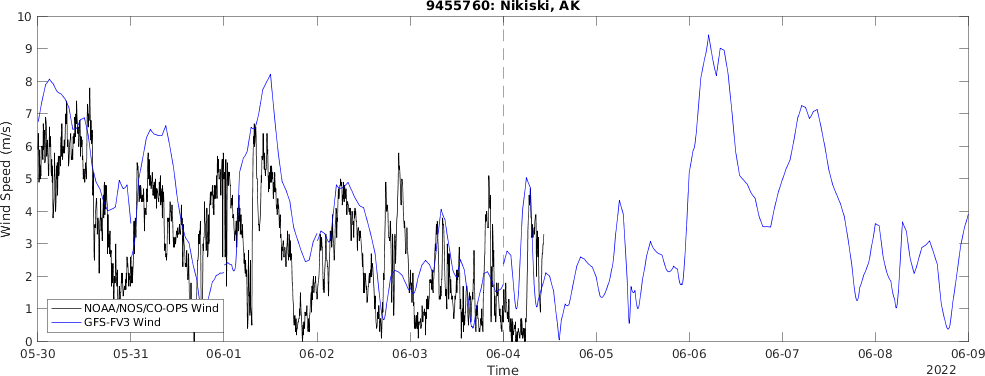 9455760: Nikiski, AK
Wind Speed (m/s)
10
9
8
7
6
5
4
3
2
1
0
NOAA/NOS/CO-OPS Wind
GFS-FV3 Wind
05-30 05-31 06-01 06-02 06-03 06-04 06-05 06-06 06-07 06-08 06-09
Time
2022